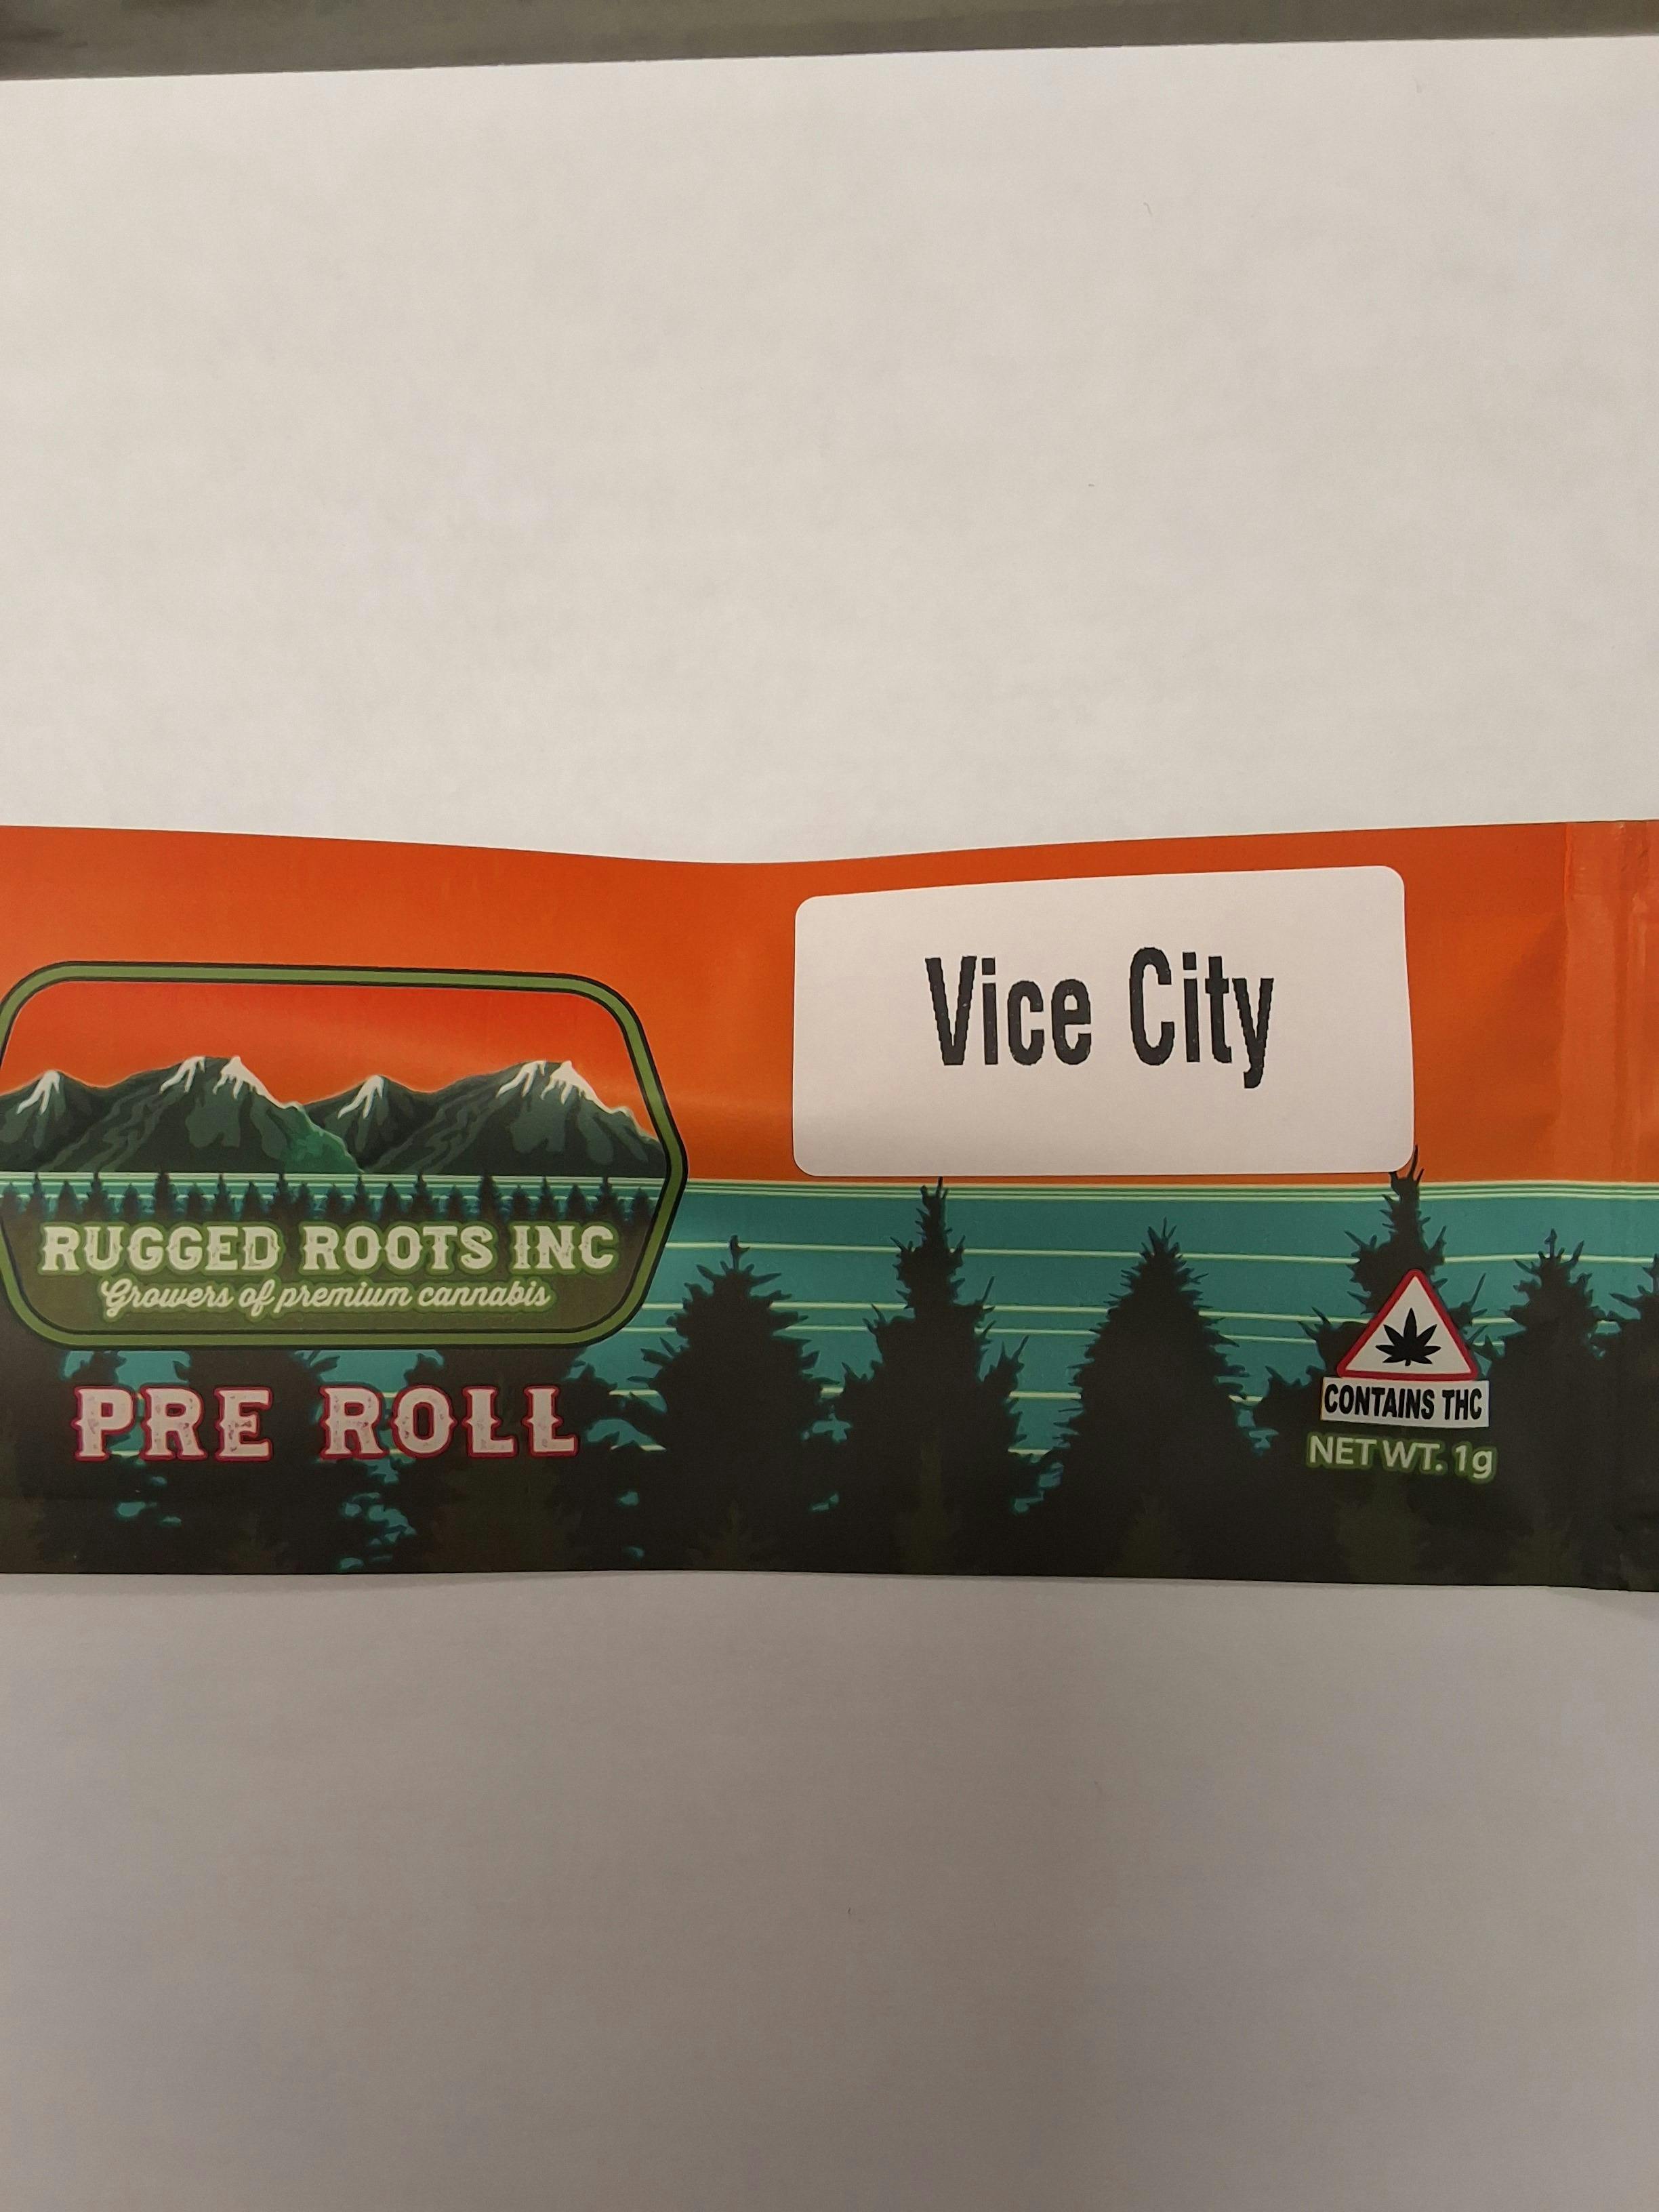 Vice City
RUGGED ROOTS INC
Growers of premium cannabis
PRE ROLL
CONTAINS THC
NET WT. 1g